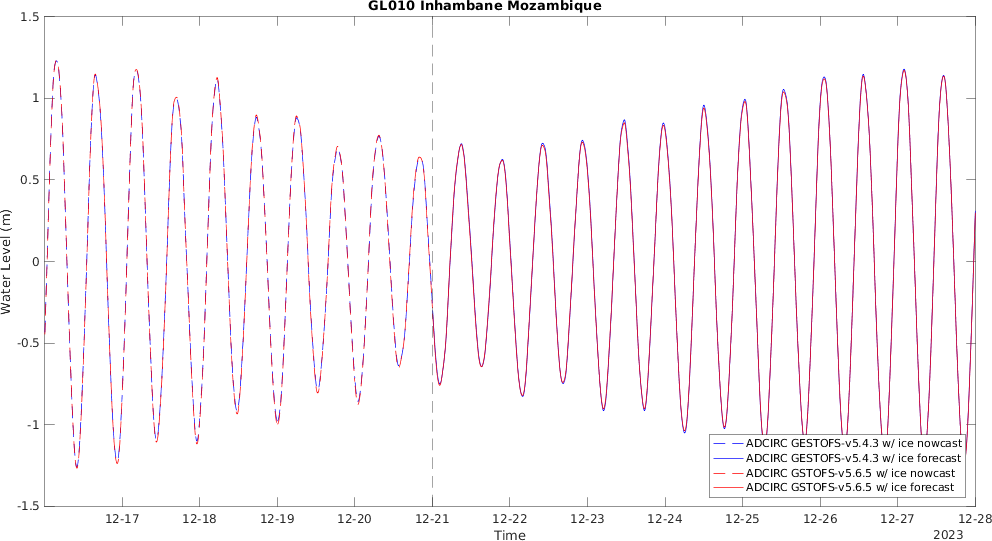 GL010 Inhambane Mozambique
1.5
1
0.5
0
-0.5
-1
-1.5
Water Level (m)
12-17 12-18 12-19 12-20 12-21 12-22 12-23 12-24 12-25 12-26 12-27 12-28
Time
2023
ADCIRC GESTOFS-v5.4.3 w/ ice nowcast
ADCIRC GESTOFS-v5.4.3 w/ ice forecast
ADCIRC GSTOFS-v5.6.5 w/ ice nowcast
ADCIRC GSTOFS-v5.6.5 w/ ice forecast